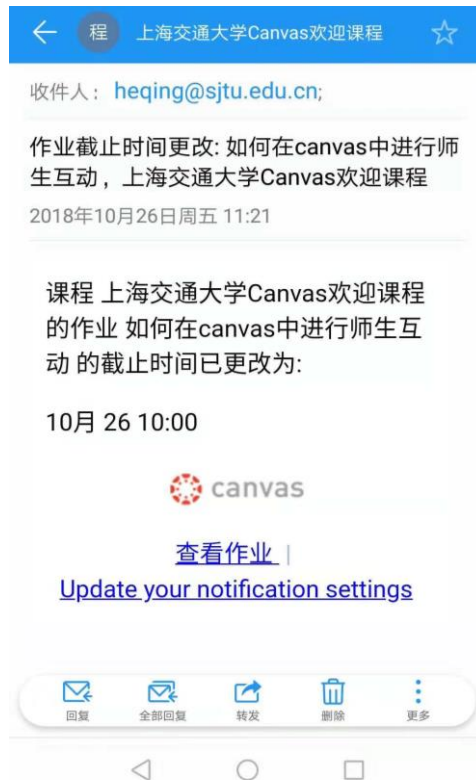 程 上海交通大学Canvas欢迎课程
收件人： heqing@sjtu.edu.cn;
作业截止时间更改: 如何在canvas中进行师
生互动，上海交通大学Canvas欢迎课程
2018年10月26日周五 11:21
课程 上海交通大学Canvas欢迎课程
的作业 如何在canvas中进行师生互
动 的截止时间已更改为:
10月 26 10:00
canvas
查看作业 |
Update your notification settings
回复 全部回复 转发 删除 更多